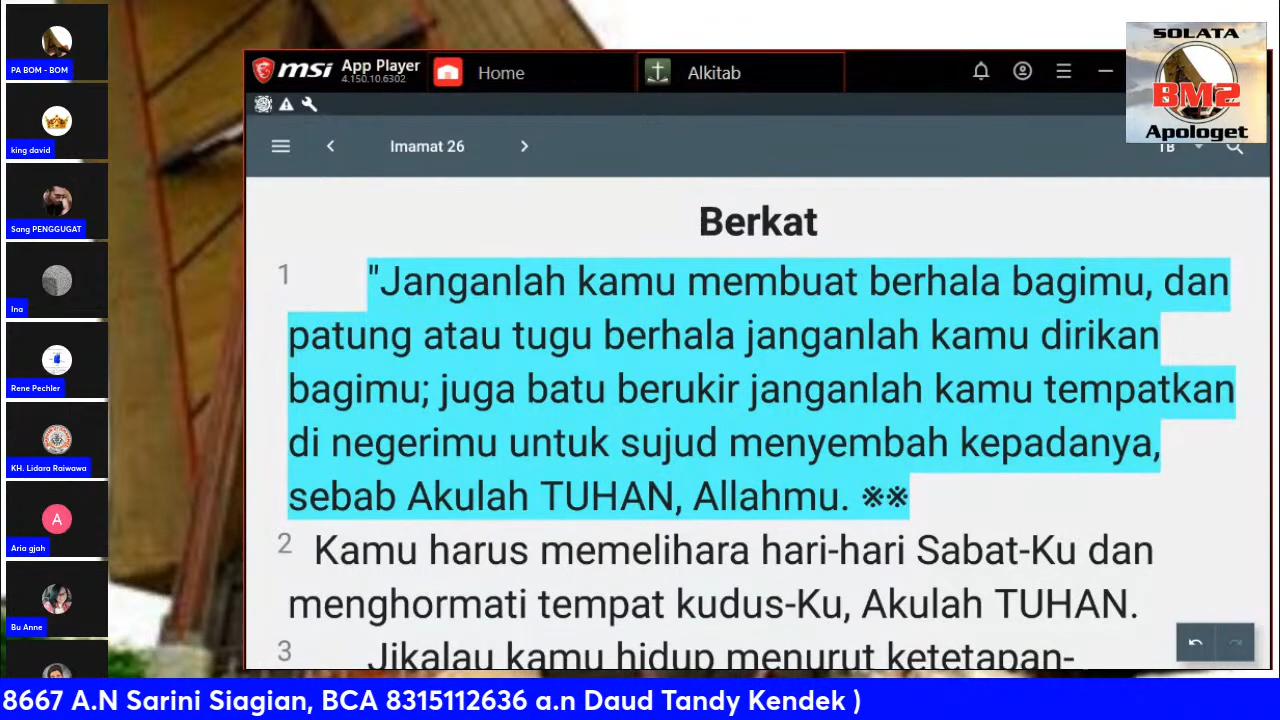 PA BOM - BOM
king david
Sang PENGGUGAT
Ina
Rene Pechler
KH. Lidara Raiwawa
A
Aria gjah
Bu Anne
msi App Player
4.150.10.6302
Home
Alkitab
SOLATA
BM2
Apologet
Imamat 26
TB
Berkat
1 "Janganlah kamu membuat berhala bagimu, dan
patung atau tugu berhala janganlah kamu dirikan
bagimu; juga batu berukir janganlah kamu tempatkan
di negerimu untuk sujud menyembah kepadanya,
sebab Akulah TUHAN, Allahmu. ※※
2 Kamu harus memelihara hari-hari Sabat-Ku dan
menghormati tempat kudus-Ku, Akulah TUHAN.
3 Jikalau kamu hidup menurut ketetapan-
8667 A.N Sarini Siagian, BCA 8315112636 a.n Daud Tandy Kendek )